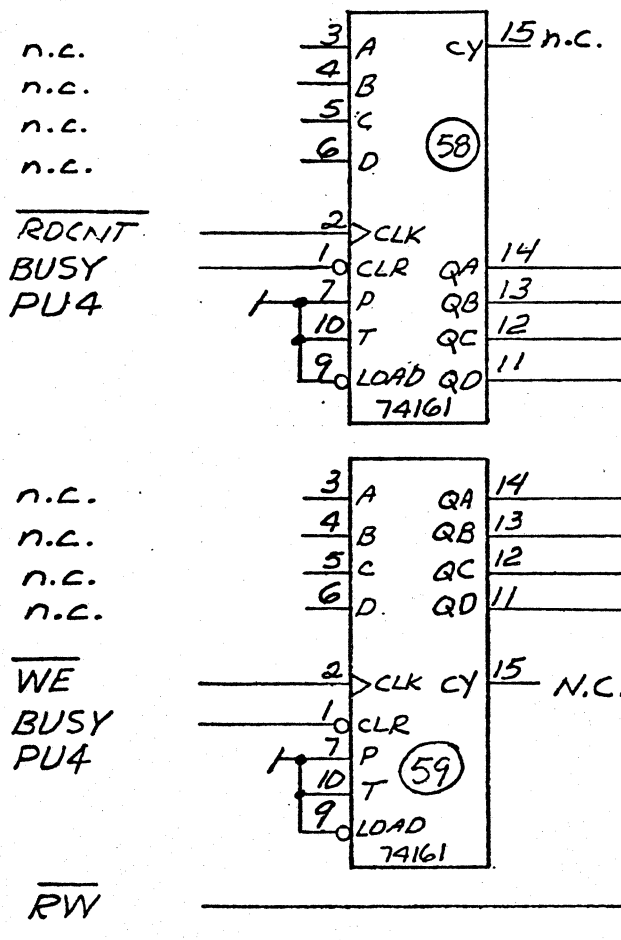 n.c. 3 A CY 15 n.c.
n.c. 4 B
n.c. 5 C
n.c. 6 D 58
RDCNT 2 CLK
BUSY 1 CLR QA 14
PU4 7 P QB 13
10 T QC 12
9 LOAD QD 11
74161
n.c. 3 A QA 14
n.c. 4 B QB 13
n.c. 5 C QC 12
n.c. 6 D. QD 11
WE 2 CLK CY 15 N.C.
BUSY 1 CLR
PU4 7 P 59
10 T
9 LOAD
74161
RW